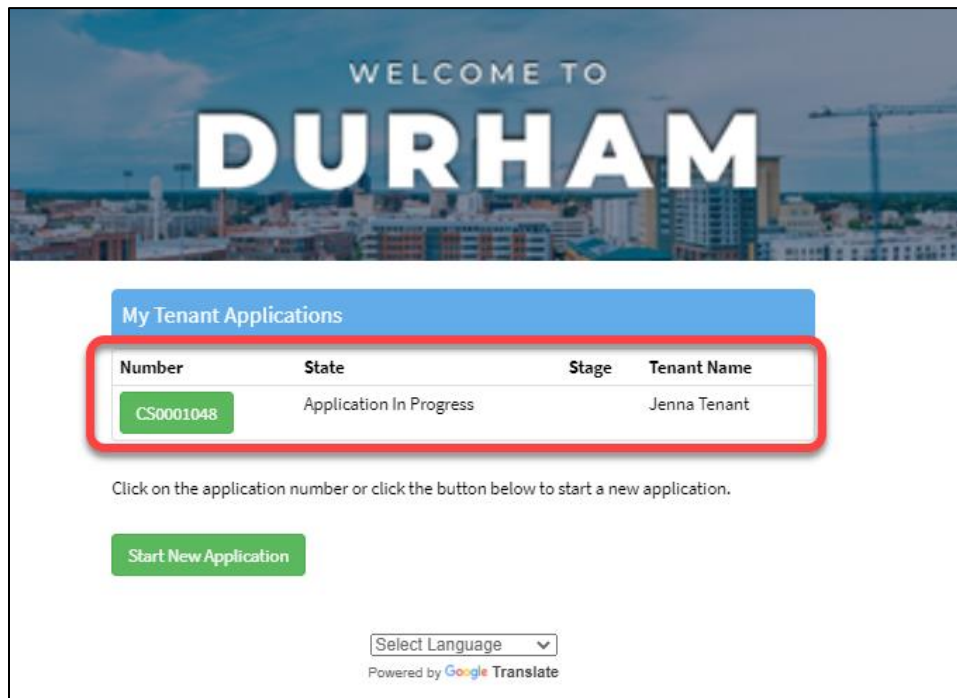 WELCOME TO
DURHAM
My Tenant Applications
Number State Stage Tenant Name
CS0001048 Application In Progress Jenna Tenant
Click on the application number or click the button below to start a new application.
Start New Application
Select Language
Powered by Google Translate